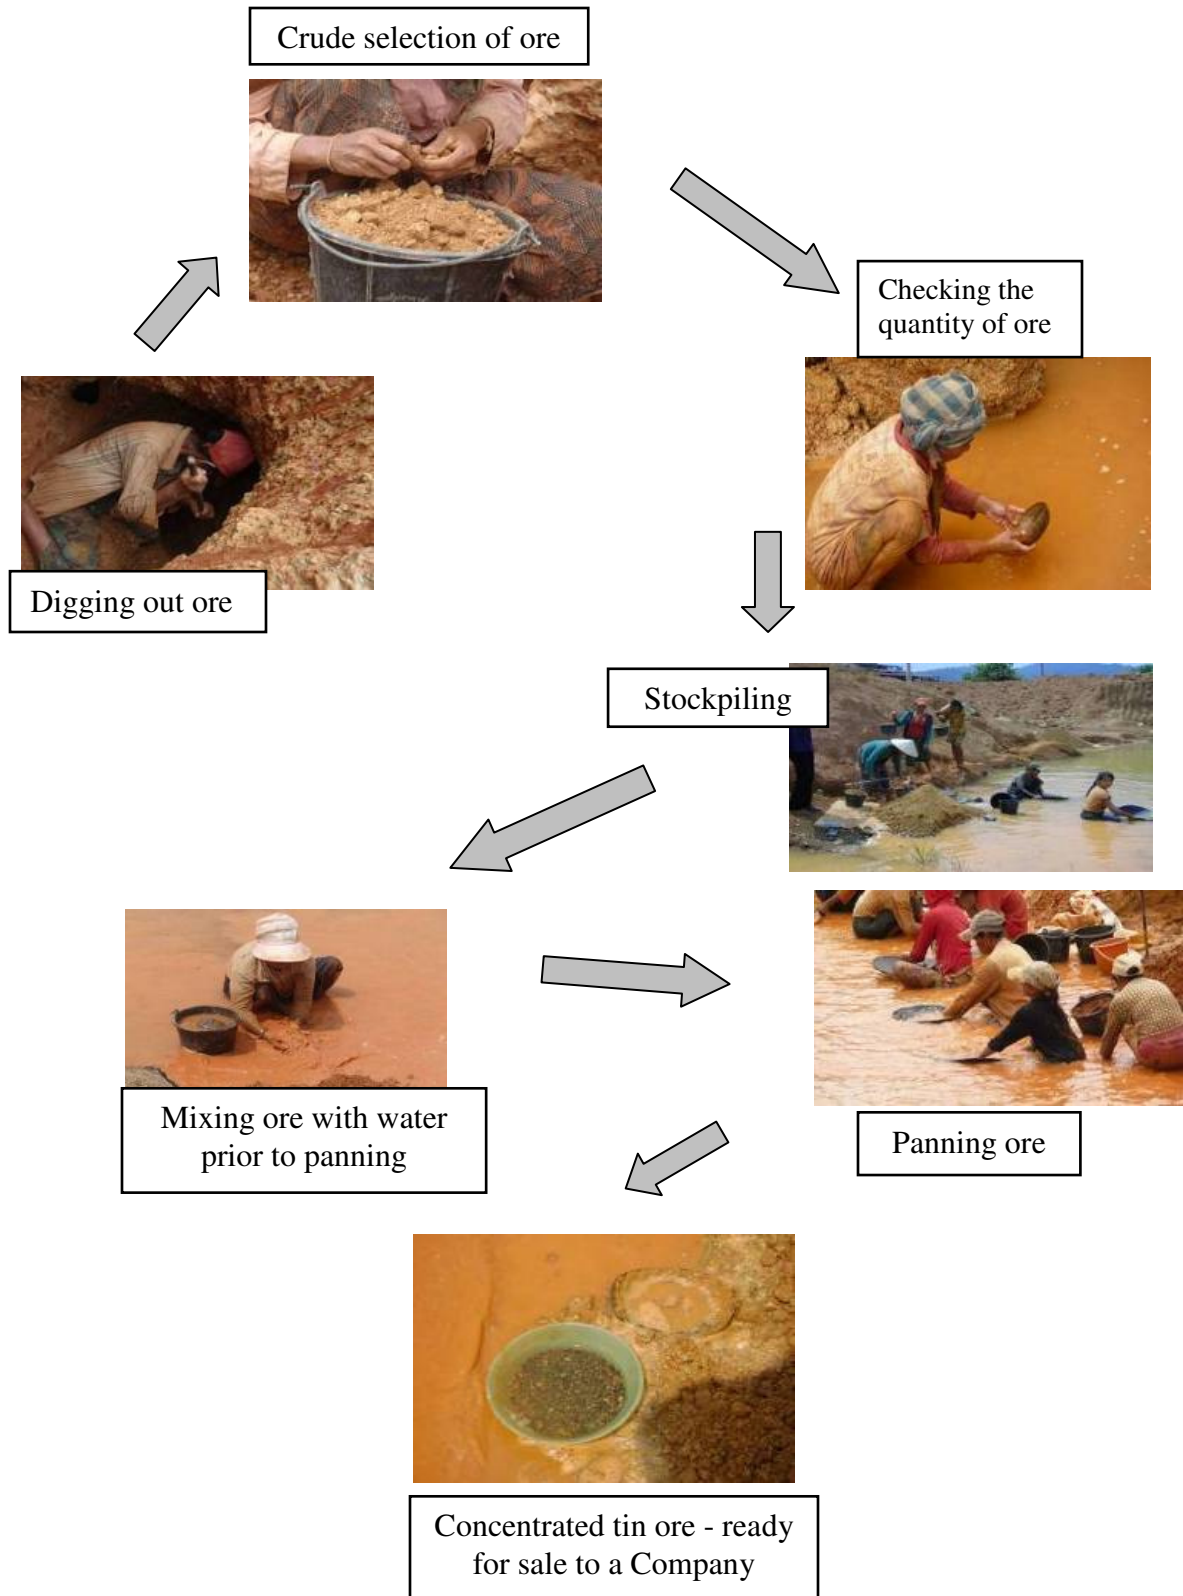 Crude selection of ore
Checking the
quantity of ore
Digging out ore
Stockpiling
Mixing ore with water
prior to panning
Panning ore
Concentrated tin ore - ready
for sale to a Company